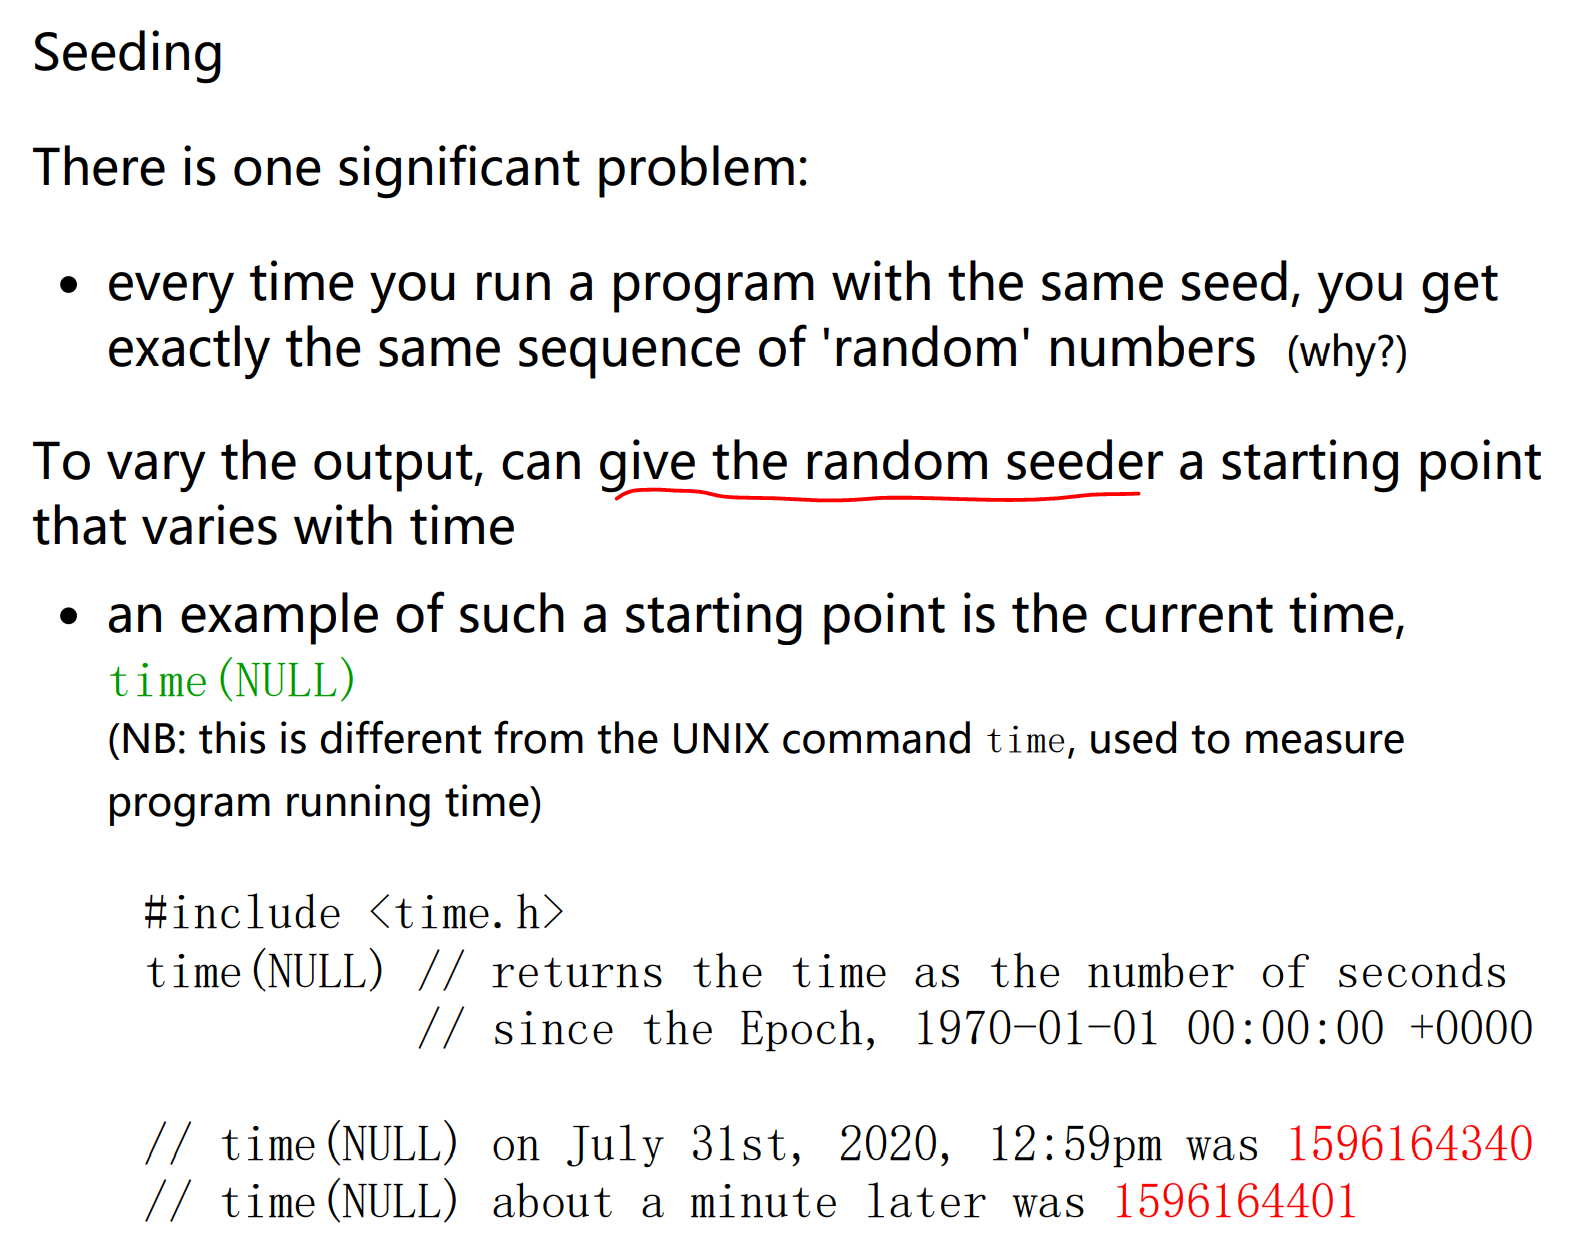 Seeding
There is one significant problem:
• every time you run a program with the same seed, you get
exactly the same sequence of 'random' numbers (why?)
To vary the output, can give the random seeder a starting point
that varies with time
• an example of such a starting point is the current time,
time(NULL)
(NB: this is different from the UNIX command time, used to measure
program running time)
#include <time.h>
time(NULL) // returns the time as the number of seconds
// since the Epoch, 1970-01-01 00:00:00 +0000
// time(NULL) on July 31st, 2020, 12:59pm was 1596164340
// time(NULL) about a minute later was 1596164401